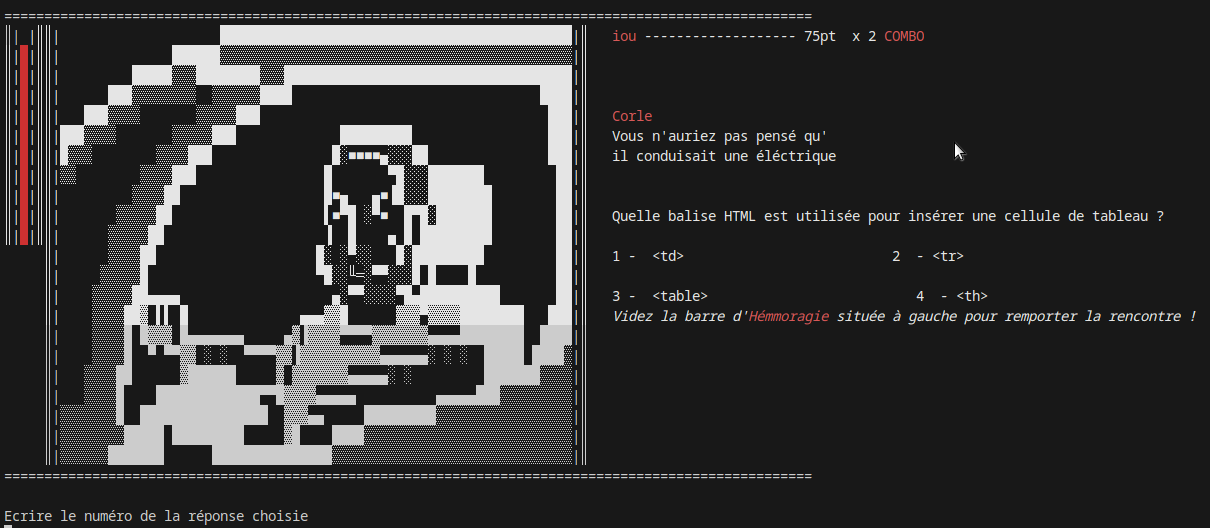 iou ------------------- 75pt x 2 COMBO
Corle
Vous n'auriez pas pensé qu'
il conduisait une éléctrique
Quelle balise HTML est utilisée pour insérer une cellule de tableau ?
1 - <td> 2 - <tr>
3 - <table> 4 - <th>
Videz la barre d'Hémmoragie située à gauche pour remporter la rencontre !
Ecrire le numéro de la réponse choisie